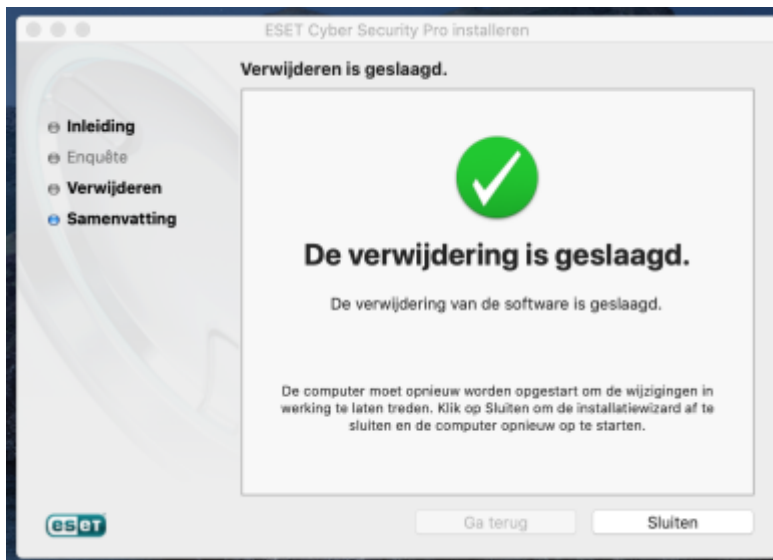 ESET Cyber Security Pro installeren
Verwijderen is geslaagd.
Inleiding
Enquête
Verwijderen
Samenvatting
De verwijdering is geslaagd.
De verwijdering van de software is geslaagd.
De computer moet opnieuw worden opgestart om de wijzigingen in
werking te laten treden. Klik op Sluiten om de installatiewizard af te
sluiten en de computer opnieuw op te starten.
eset
Ga terug
Sluiten